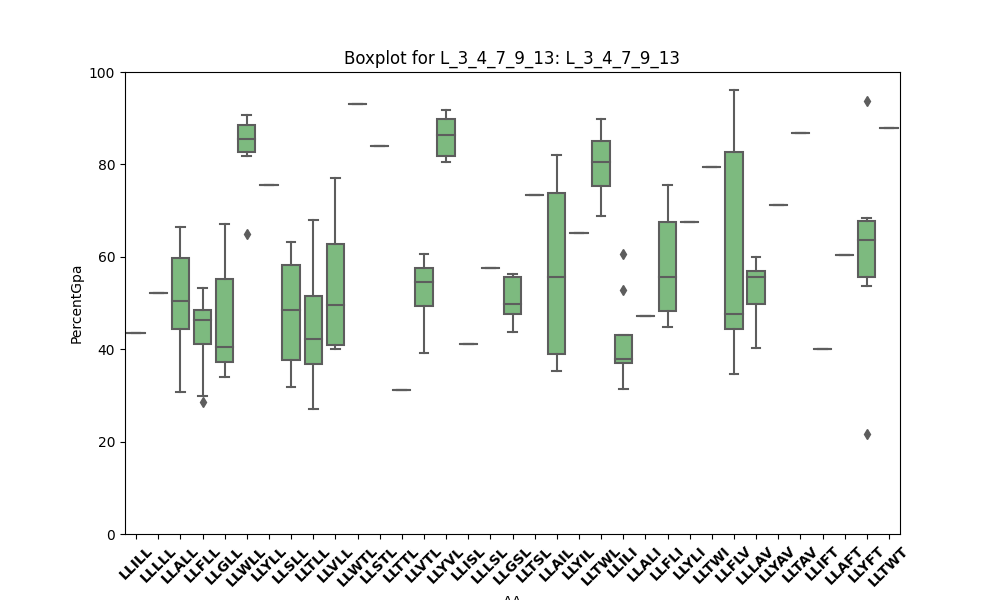 Boxplot for L_3_4_7_9_13: L_3_4_7_9_13
PercentGpa
100
80
60
40
20
0
LLILL
LLLLL
LLALL
LLFLL
LLGLL
LLWLL
LLYLL
LLSLL
LLTLL
LLVLL
LLWTL
LLSTL
LLTTL
LLVTL
LLYVL
LLISL
LLLSL
LLGSL
LLTSL
LLAIL
LLYIL
LLTWL
LLILI
LLALI
LLFLI
LLYLI
LLTWI
LLFLV
LLLAV
LLYAV
LLTAV
LLIFT
LLAFT
LLYFT
LLTWT